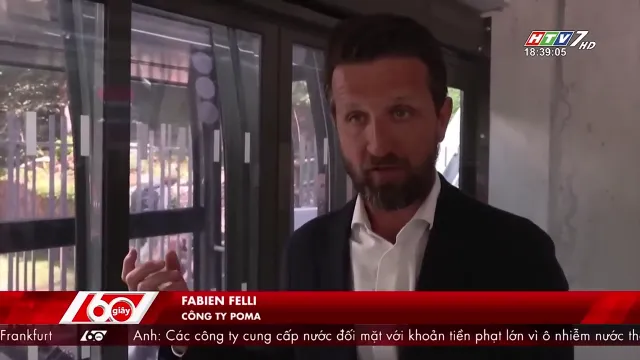 HTV7 HD
18:39:05
FABIEN FELLI
60 giây
CÔNG TY POMA
Frankfurt 60 Anh: Các công ty cung cấp nước đối mặt với khoản tiền phạt lớn vì ô nhiễm nước th